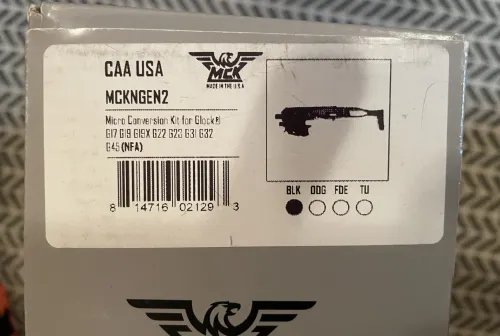 CAA USA
MCK
MADE IN THE U.S.A
MCKNGEN2
Micro Conversion Kit for Glock®
G17 G19 G19X G22 G23 G31 G32
G45 (NFA)
8 14716 02129 3
BLK ODG FDE TU